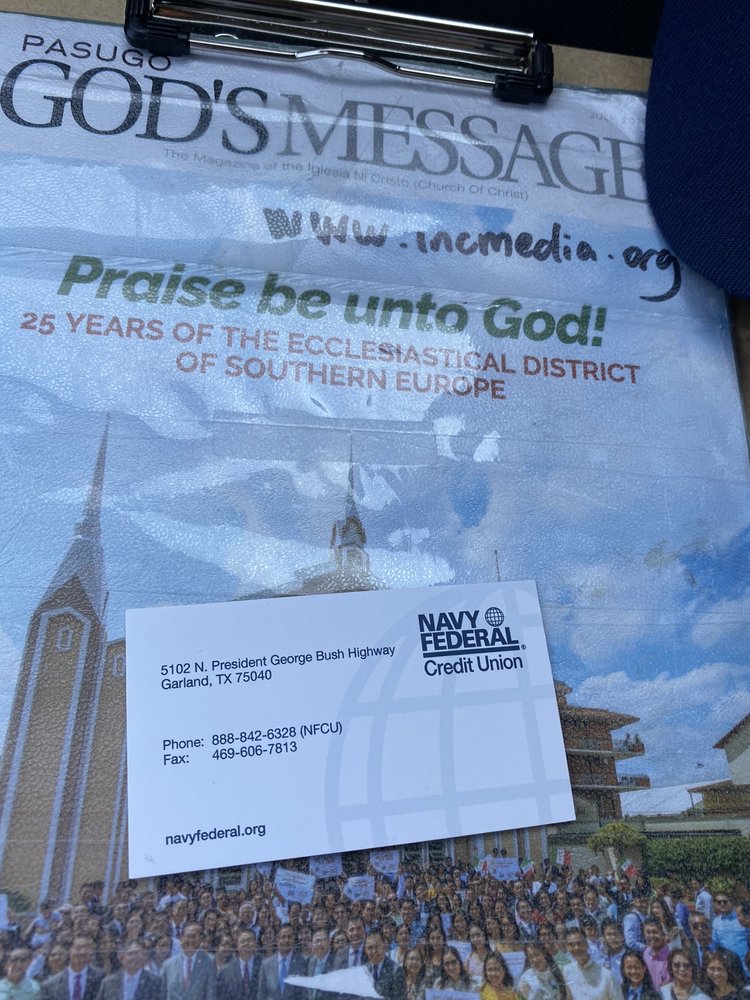 PASUGO
GOD'S MESSAGE
The Magazine of the Iglesia Ni Cristo (Church Of Christ)
www.incmedia.org
Praise be unto God!
25 YEARS OF THE ECCLESIASTICAL DISTRICT
OF SOUTHERN EUROPE
NAVY
FEDERAL®
Credit Union
5102 N. President George Bush Highway
Garland, TX 75040
Phone: 888-842-6328 (NFCU)
Fax: 469-606-7813
navyfederal.org